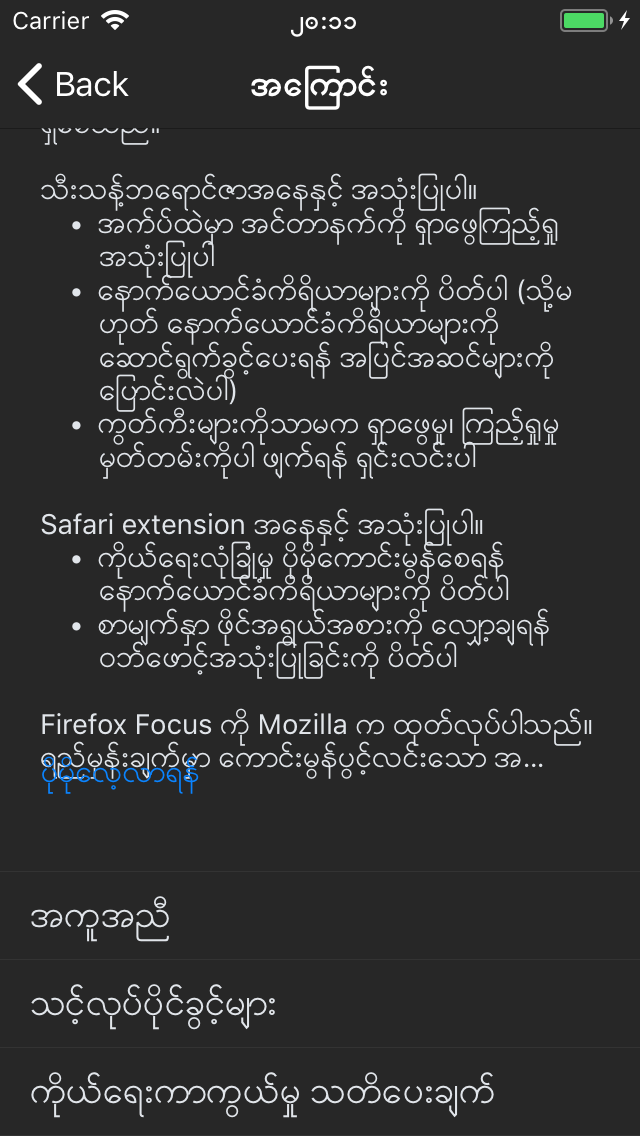 Carrier
၂၀:၁၁
Back
အကြောင်း
သီးသန့်ဘရောင်ဇာအနေနှင့် အသုံးပြုပါ။
• အက်ပ်ထဲမှာ အင်တာနက်ကို ရှာဖွေကြည့်ရှု
အသုံးပြုပါ
• နောက်ယောင်ခံကိရိယာများကို ပိတ်ပါ (သို့မ
ဟုတ် နောက်ယောင်ခံကိရိယာများကို
ဆောင်ရွက်ခွင့်ပေးရန် အပြင်အဆင်များကို
ပြောင်းလဲပါ)
• ကွတ်ကီးများကိုသာမက ရှာဖွေမှု၊ ကြည့်ရှုမှု
မှတ်တမ်းကိုပါ ဖျက်ရန် ရှင်းလင်းပါ
Safari extension အနေနှင့် အသုံးပြုပါ။
• ကိုယ်ရေးလုံခြုံမှု ပိုမိုကောင်းမွန်စေရန်
နောက်ယောင်ခံကိရိယာများကို ပိတ်ပါ
• စာမျက်နှာ ဖိုင်အရွယ်အစားကို လျှော့ချရန်
ဝဘ်ဖောင့်အသုံးပြုခြင်းကို ပိတ်ပါ
Firefox Focus ကို Mozilla က ထုတ်လုပ်ပါသည်။
ရည်မှန်းချက်မှာ ကောင်းမွန်ပွင့်လင်းသော အ...
ပိုမိုလေ့လာရန်
အကူအညီ
သင့်လုပ်ပိုင်ခွင့်များ
ကိုယ်ရေးကာကွယ်မှု သတိပေးချက်